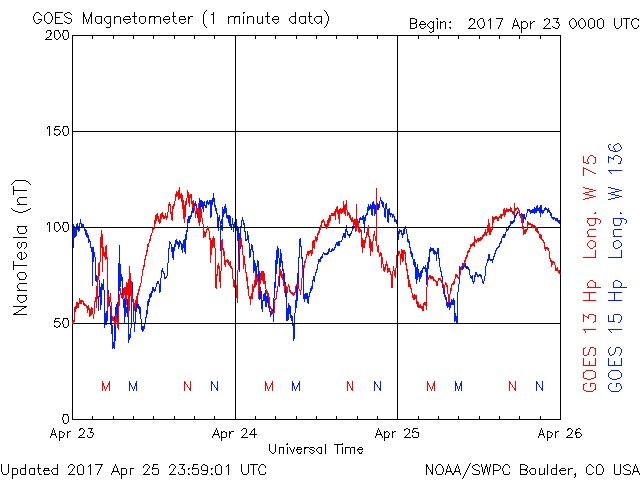 GOES Magnetometer (1 minute data)
Begin: 2017 Apr 23 0000 UTC
200
150
100
50
0
NanoTesla (nT)
M M N N M M N N M M N N
Apr 23 Apr 24 Apr 25 Apr 26
Universal Time
GOES 13 Hp Long. W 75
GOES 15 Hp Long. W 136
Updated 2017 Apr 25 23:59:01 UTC
NOAA/SWPC Boulder, CO USA